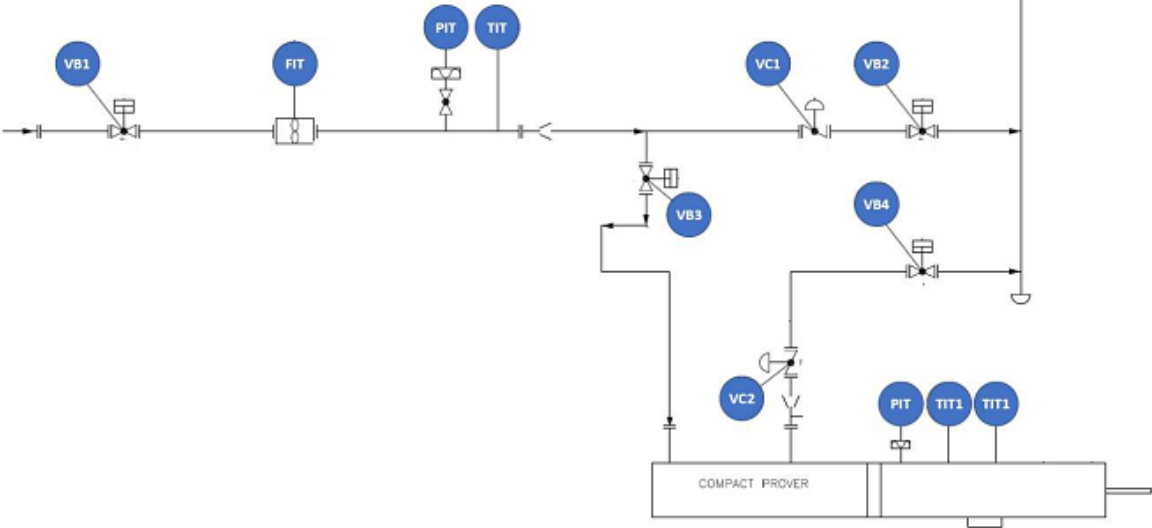 PIT TIT
VB1 FIT VC1 VB2
VB3 VB4
VC2 PIT TIT1 TIT1
COMPACT PROVER